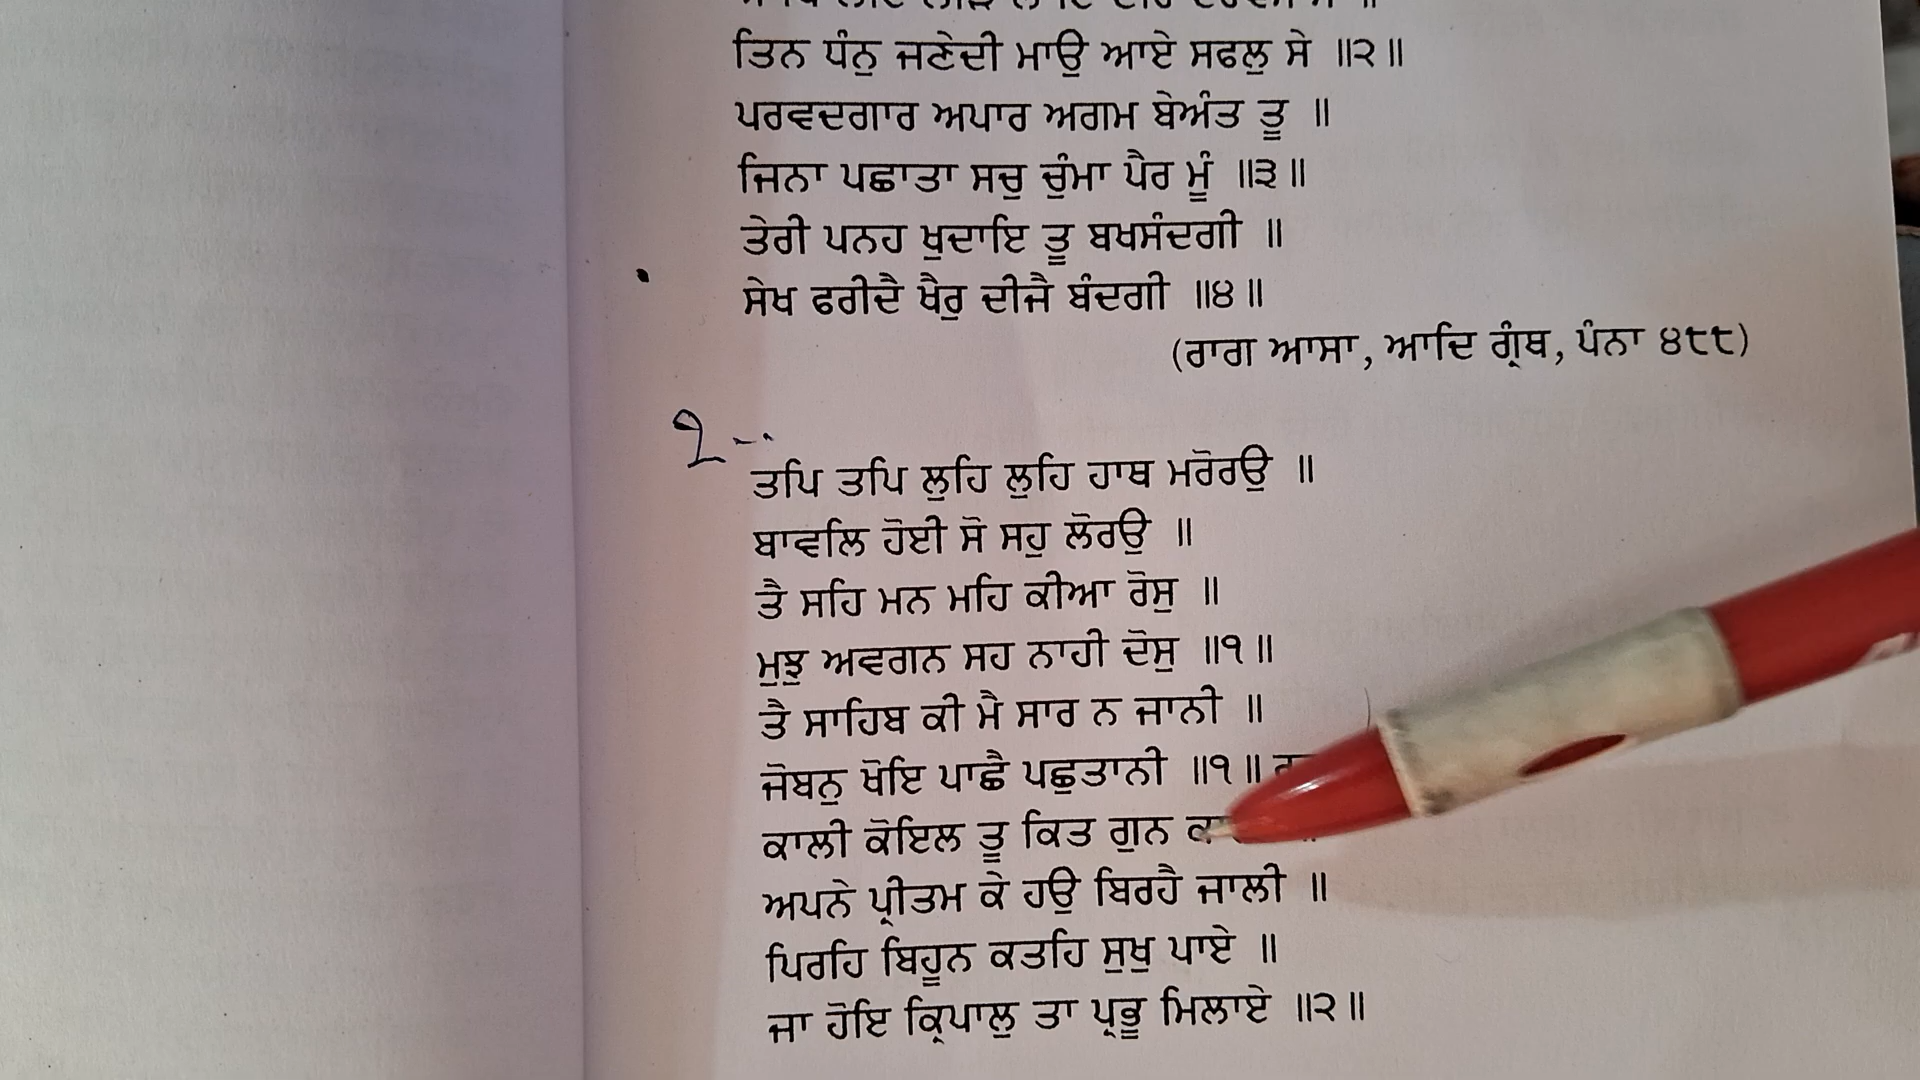 ਤਿਨ ਧੰਨੁ ਜਣੇਦੀ ਮਾਉ ਆਏ ਸਫਲੁ ਸੇ ॥੨॥
ਪਰਵਦਗਾਰ ਅਪਾਰ ਅਗਮ ਬੇਅੰਤ ਤੂ ॥
ਜਿਨਾ ਪਛਾਤਾ ਸਚੁ ਚੁੰਮਾ ਪੈਰ ਮੂੰ ॥੩॥
ਤੇਰੀ ਪਨਹ ਖੁਦਾਇ ਤੂ ਬਖਸੰਦਗੀ ॥
ਸੇਖ ਫਰੀਦੈ ਖੈਰੁ ਦੀਜੈ ਬੰਦਗੀ ॥੪॥
(ਰਾਗ ਆਸਾ, ਆਦਿ ਗ੍ਰੰਥ, ਪੰਨਾ ੪੮੮)
ਤਪਿ ਤਪਿ ਲੁਹਿ ਲੁਹਿ ਹਾਥ ਮਰੋਰਉ ॥
ਬਾਵਲਿ ਹੋਈ ਸੋ ਸਹੁ ਲੋਰਉ ॥
ਤੈ ਸਹਿ ਮਨ ਮਹਿ ਕੀਆ ਰੋਸੁ ॥
ਮੁਝੁ ਅਵਗਨ ਸਹ ਨਾਹੀ ਦੋਸੁ ॥੧॥
ਤੈ ਸਾਹਿਬ ਕੀ ਮੈ ਸਾਰ ਨ ਜਾਨੀ ॥
ਜੋਬਨੁ ਖੋਇ ਪਾਛੈ ਪਛੁਤਾਨੀ ॥੧॥
ਕਾਲੀ ਕੋਇਲ ਤੂ ਕਿਤ ਗੁਨ
ਅਪਨੇ ਪ੍ਰੀਤਮ ਕੇ ਹਉ ਬਿਰਹੈ ਜਾਲੀ ॥
ਪਿਰਹਿ ਬਿਹੂਨ ਕਤਹਿ ਸੁਖੁ ਪਾਏ ॥
ਜਾ ਹੋਇ ਕ੍ਰਿਪਾਲੁ ਤਾ ਪ੍ਰਭੂ ਮਿਲਾਏ ॥੨॥